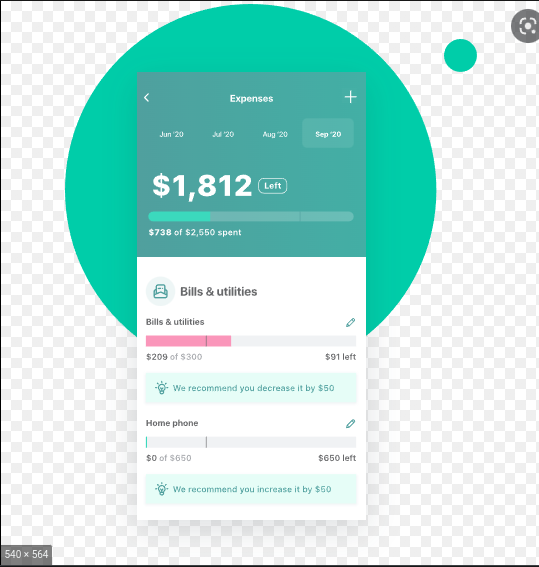 Expenses
Jun '20 Jul '20 Aug '20 Sep '20
$1,812 Left
$738 of $2,550 spent
Bills & utilities
Bills & utilities
$209 of $300 $91 left
We recommend you decrease it by $50
Home phone
$0 of $650 $650 left
We recommend you increase it by $50
540 × 564